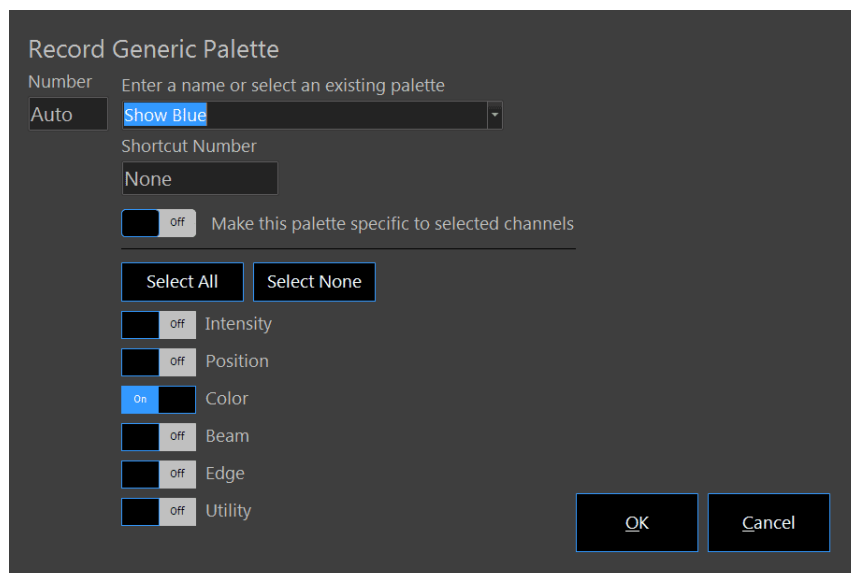 Record Generic Palette
Number
Enter a name or select an existing palette
Auto
Show Blue
Shortcut Number
None
Off
Make this palette specific to selected channels
Select All
Select None
Off
Intensity
Off
Position
On
Color
Off
Beam
Off
Edge
Off
Utility
OK
Cancel